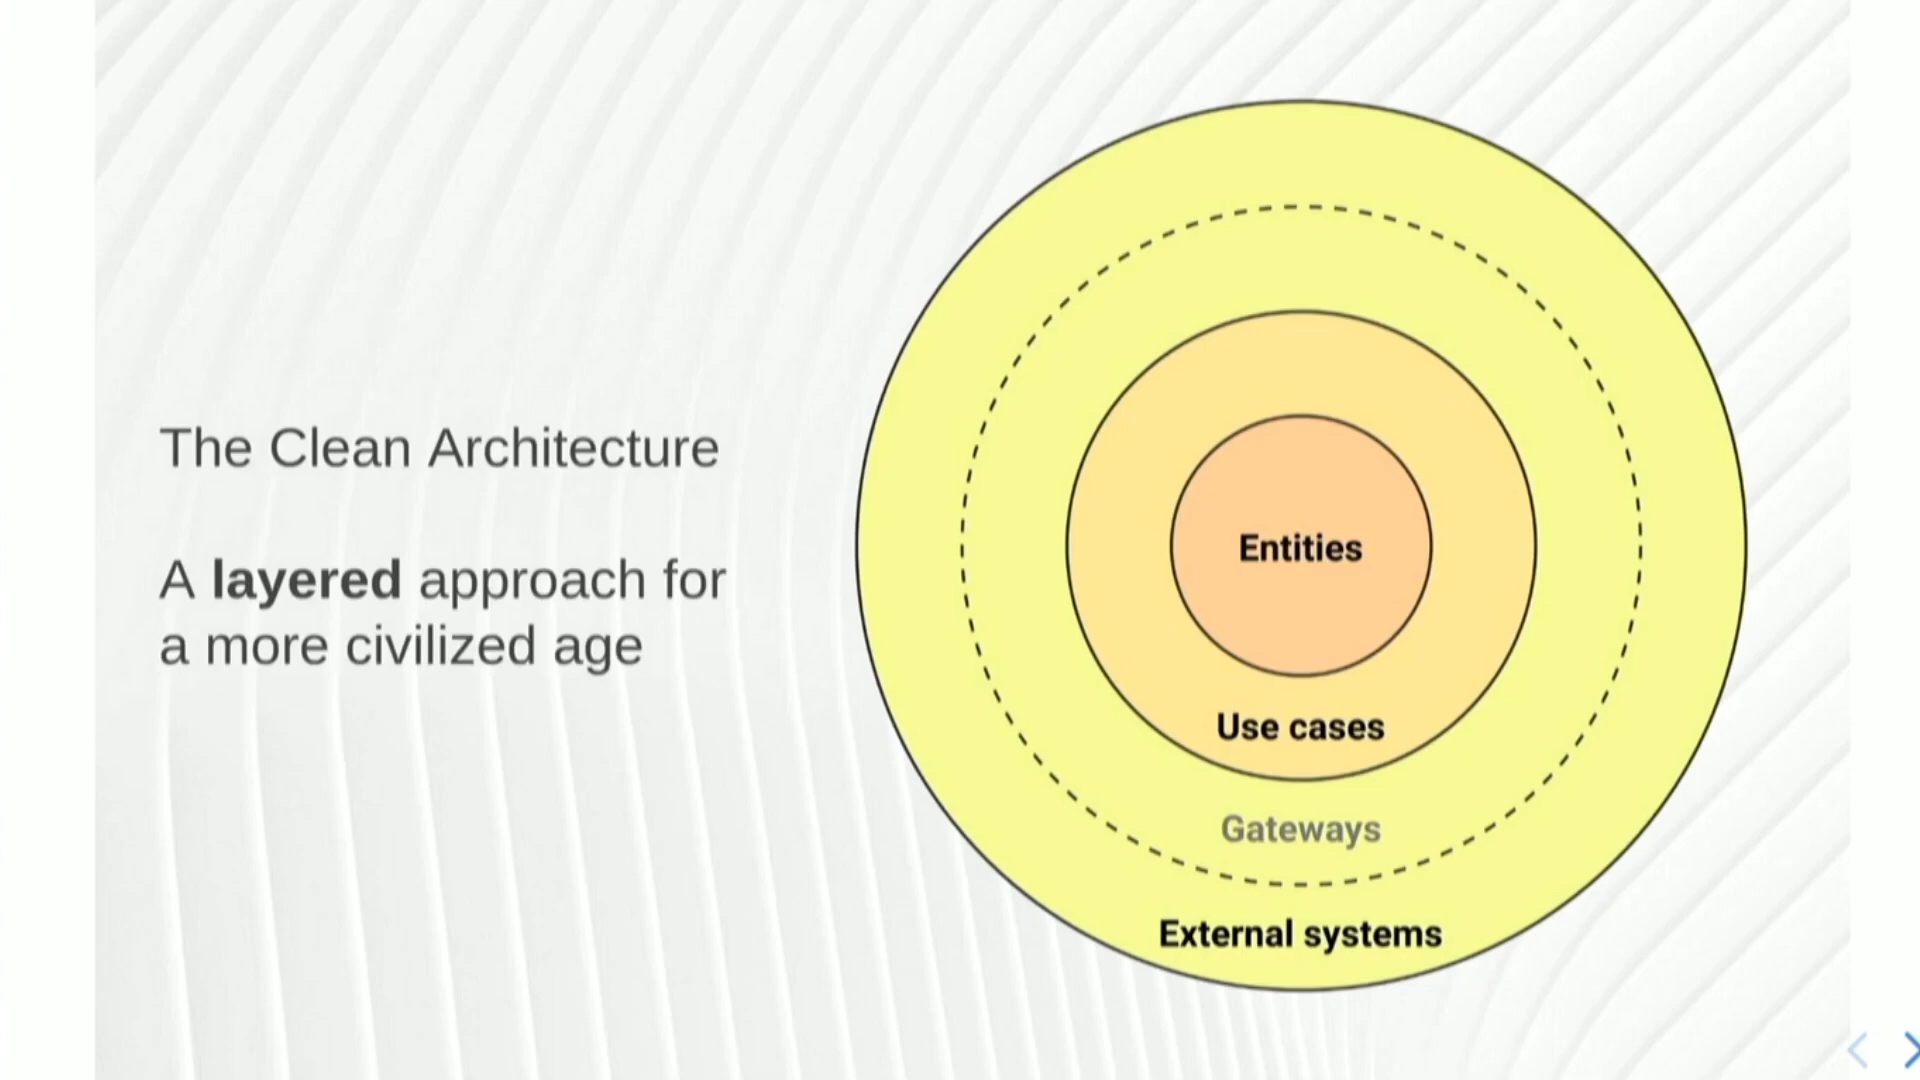 The Clean Architecture
A layered approach for
a more civilized age
Entities
Use cases
Gateways
External systems